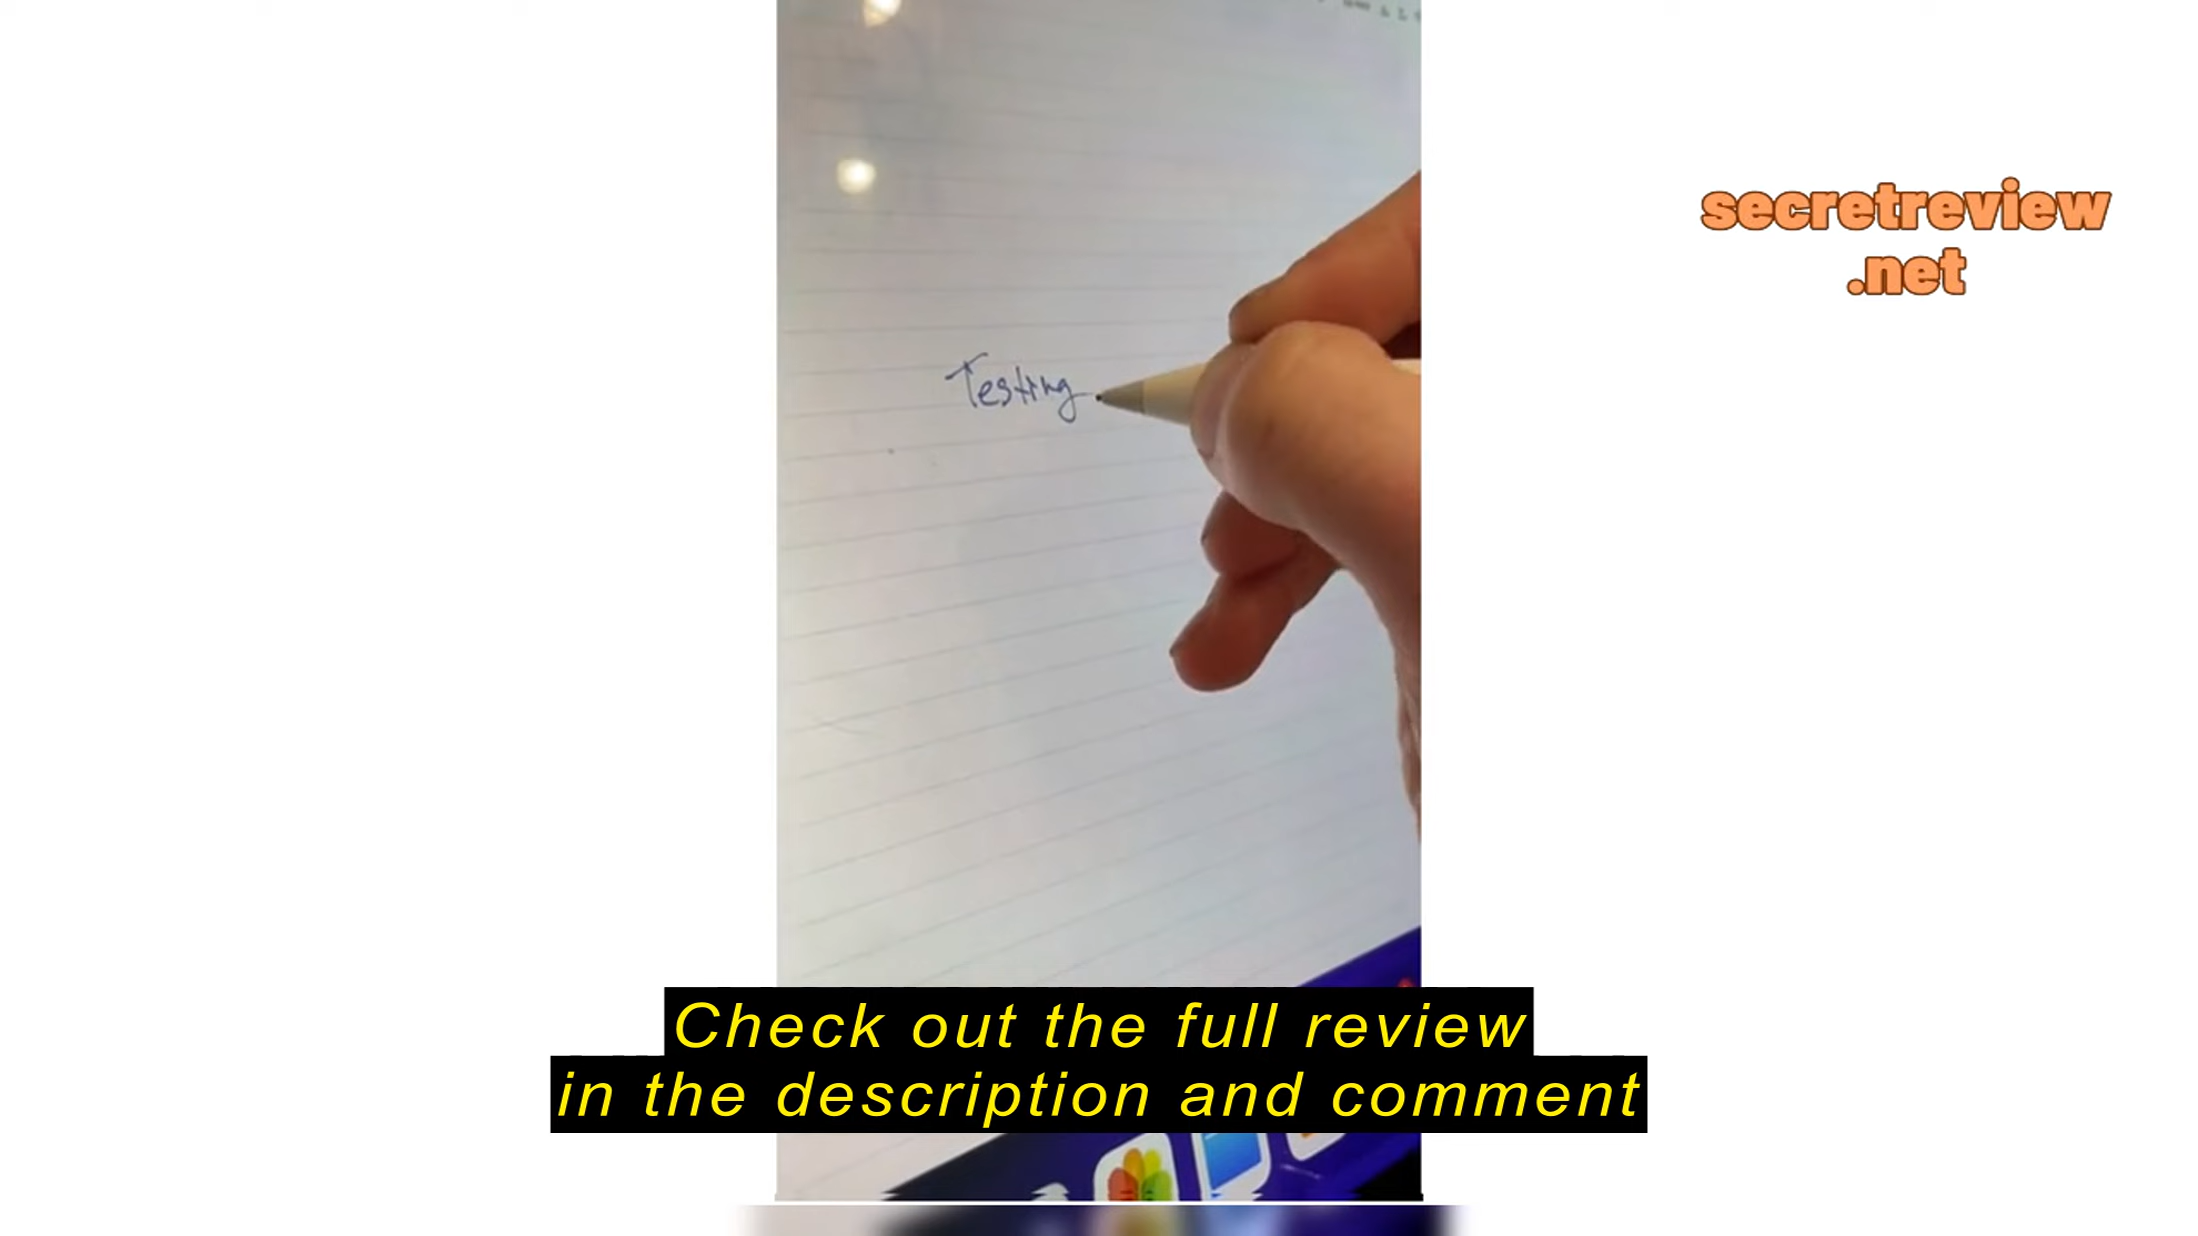 secretreview
.net
Testing
Check out the full review
in the description and comment